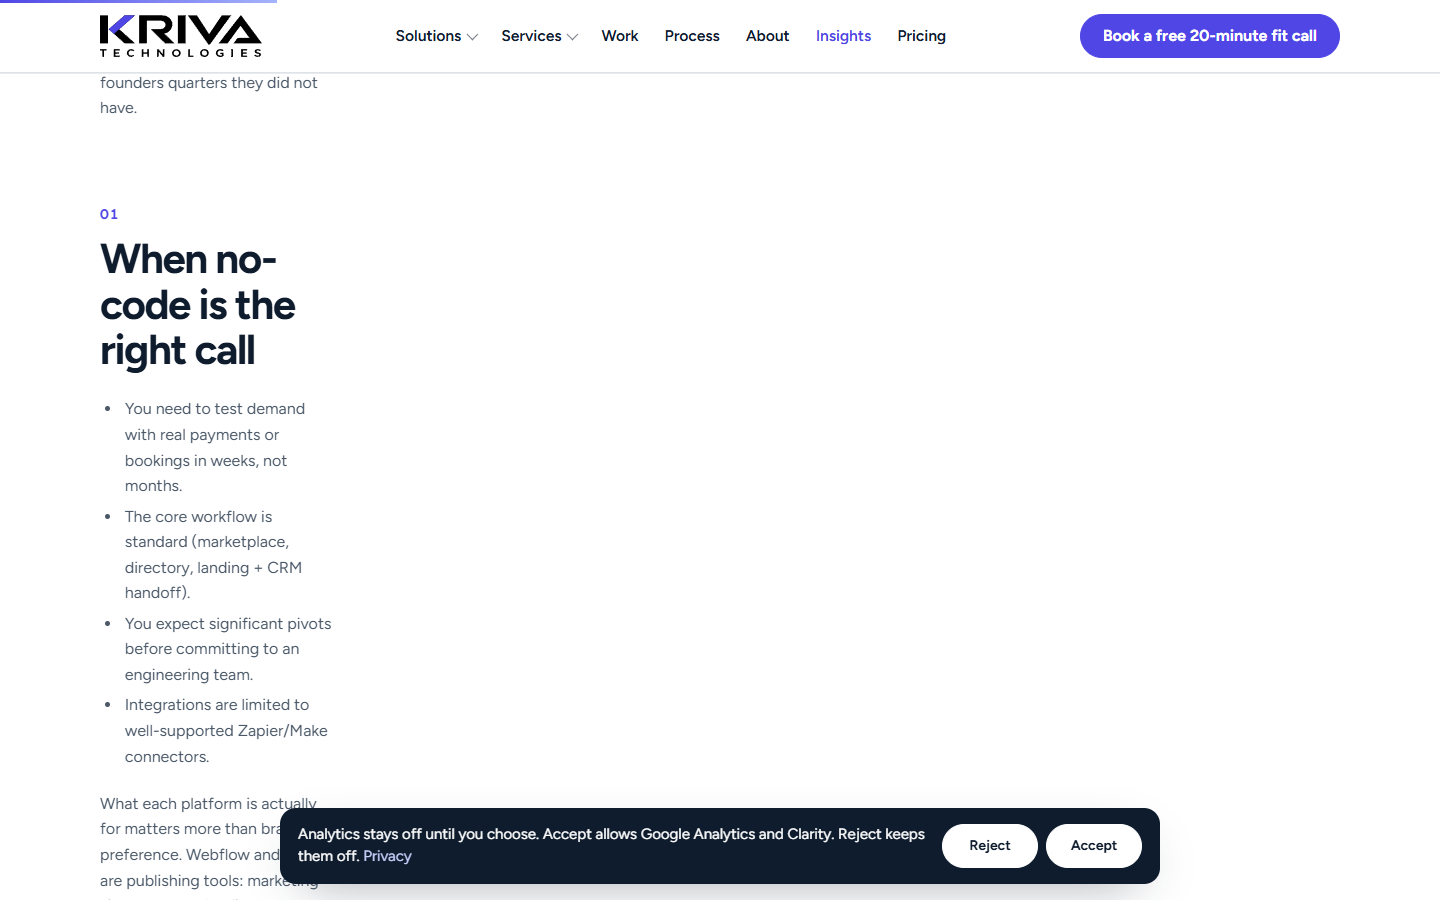 KRIVA
TECHNOLOGIES
Solutions
Services
Work
Process
About
Insights
Pricing
Book a free 20-minute fit call
founders quarters they did not
have.
01
When no-
code is the
right call
• You need to test demand
with real payments or
bookings in weeks, not
months.
• The core workflow is
standard (marketplace,
directory, landing + CRM
handoff).
• You expect significant pivots
before committing to an
engineering team.
• Integrations are limited to
well-supported Zapier/Make
connectors.
What each platform is actually
for matters more than
preference. Webflow and
are publishing tools: marketing
Analytics stays off until you choose. Accept allows Google Analytics and Clarity. Reject keeps
them off. Privacy
Reject
Accept